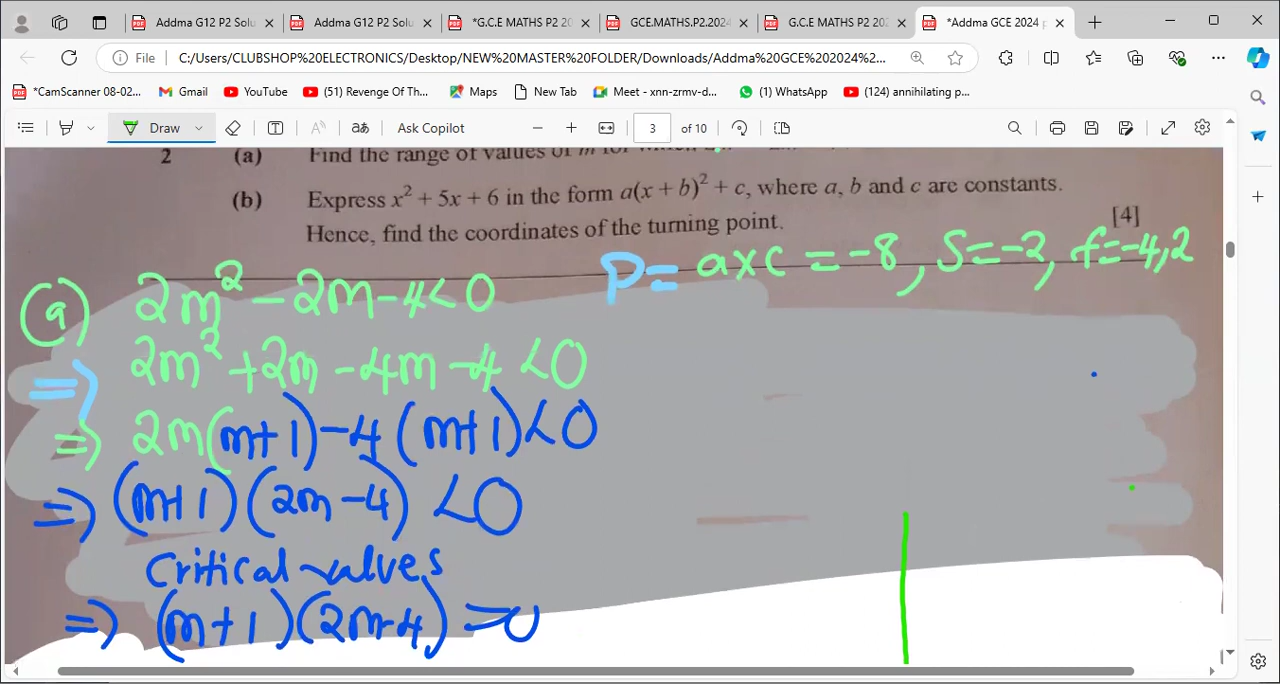 Addma G12 P2 Solu
Addma G12 P2 Solu
*G.C.E MATHS P2 20
GCE.MATHS.P2.2024
G.C.E MATHS P2 202
*Addma GCE 2024 p
File
C:/Users/CLUBSHOP%20ELECTRONICS/Desktop/NEW%20MASTER%20FOLDER/Downloads/Addma%20GCE%202024%2...
*CamScanner 08-02...
Gmail
YouTube
(51) Revenge Of Th...
Maps
New Tab
Meet - xnn-zrmv-d...
(1) WhatsApp
(124) annihilating p...
Draw
Ask Copilot
3 of 10
2 (a) Find the range of values of m for which
(b) Express x² + 5x + 6 in the form a(x + b)² + c, where a, b and c are constants.
Hence, find the coordinates of the turning point. [4]
P = axc = -8, S = -2, f = -4,2
(a) 2m² - 2m - 4 < 0
=> 2m² + 2m - 4m - 4 < 0
=> 2m(m+1) - 4(m+1) < 0
=> (m+1)(2m-4) < 0
Critical values
=> (m+1)(2m-4) = 0